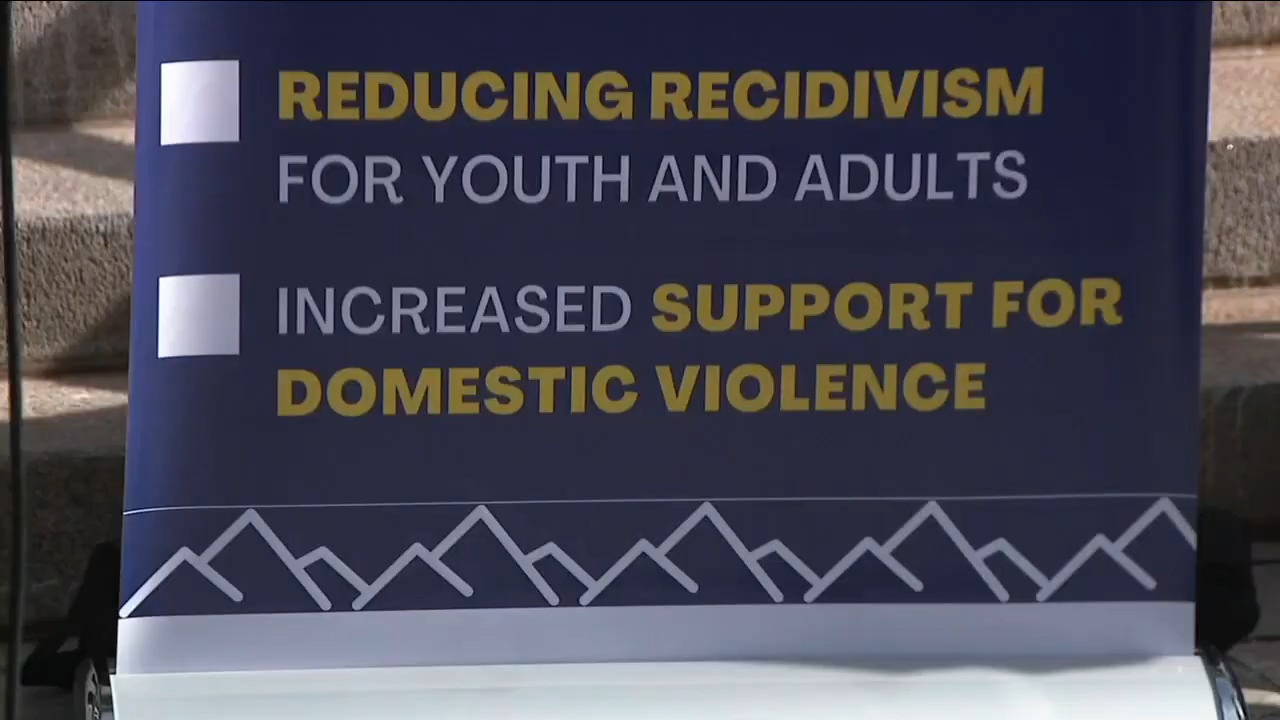 REDUCING RECIDIVISM
FOR YOUTH AND ADULTS
INCREASED SUPPORT FOR
DOMESTIC VIOLENCE